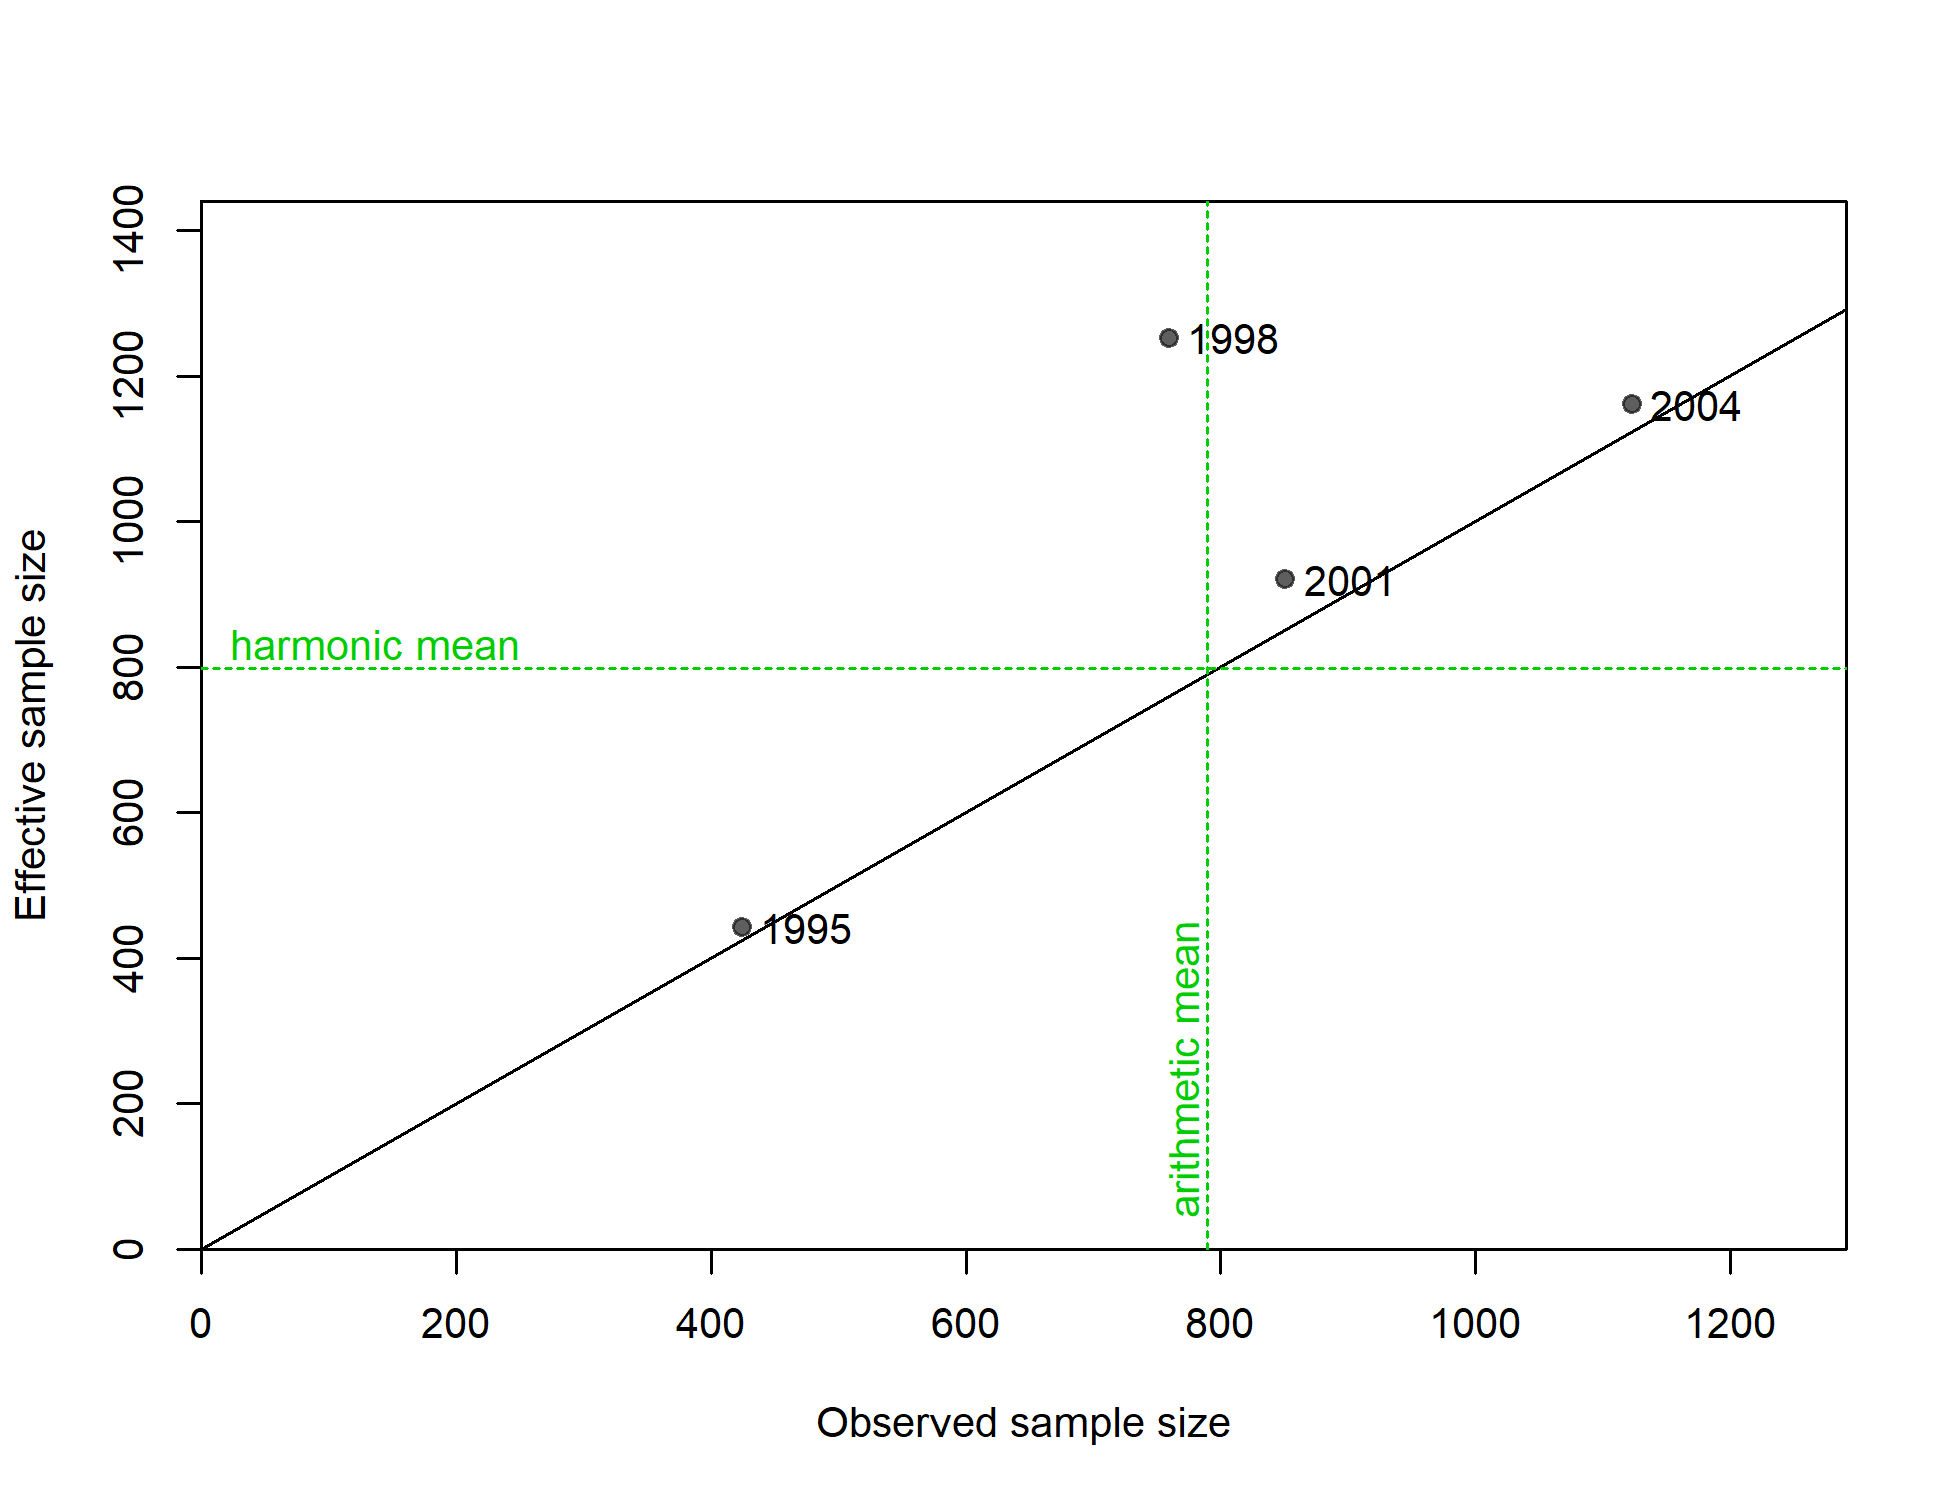 1400
1200
1000
800
600
400
200
0
Effective sample size
1998
2004
2001
harmonic mean
1995
arithmetic mean
0 200 400 600 800 1000 1200
Observed sample size